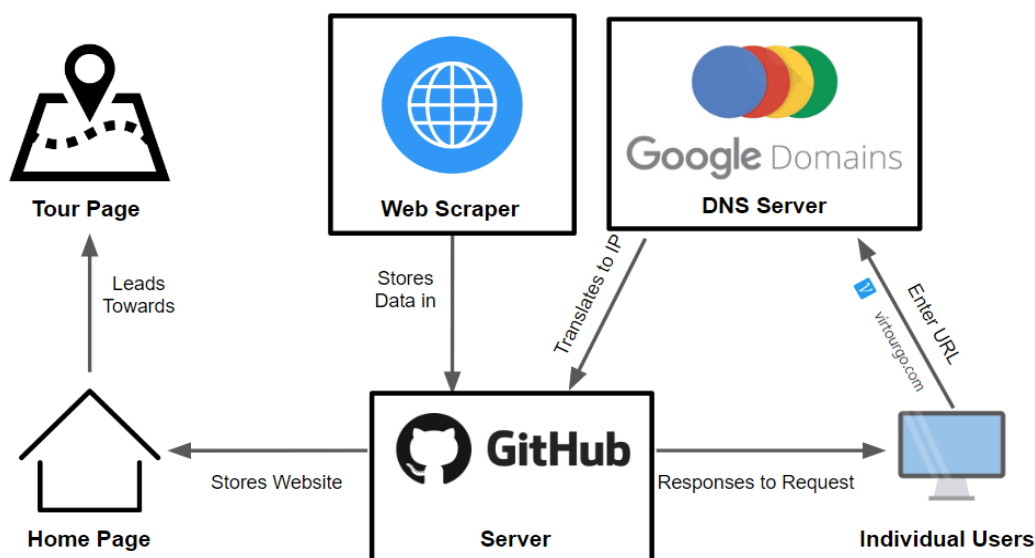 Google Domains
Tour Page
Web Scraper
DNS Server
Leads
Towards
Stores
Data in
Translates to IP
Enter URL
virtourgo.com
GitHub
Stores Website
Responses to Request
Home Page
Server
Individual Users